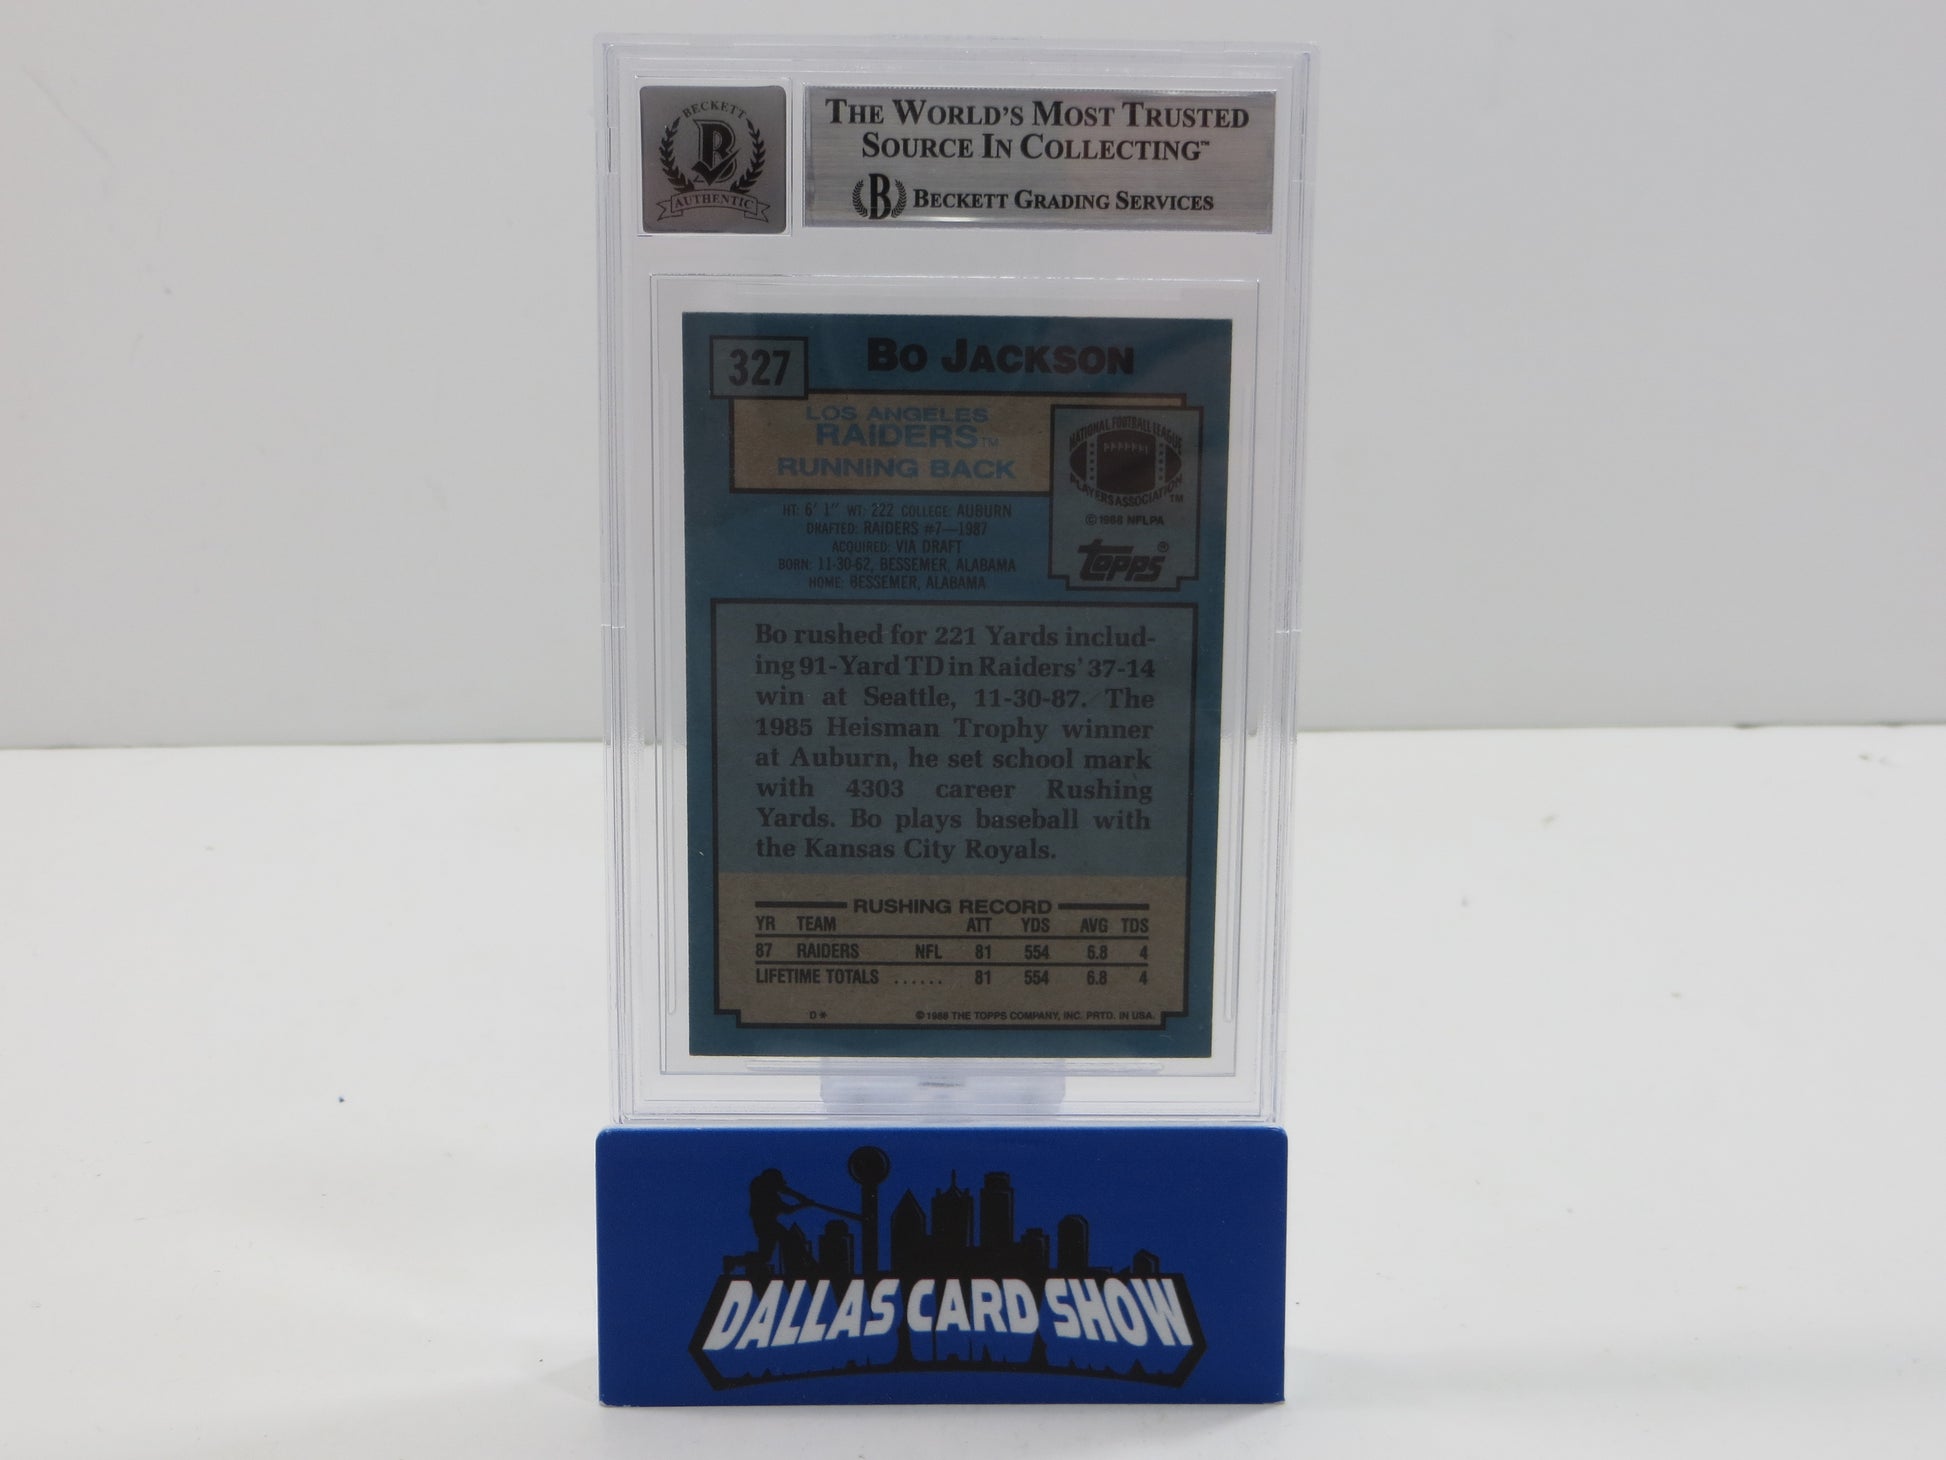 BECKETT
B
AUTHENTIC
THE WORLD'S MOST TRUSTED
SOURCE IN COLLECTING™
B BECKETT GRADING SERVICES
327
BO JACKSON
LOS ANGELES
RAIDERS™
RUNNING BACK
NATIONAL FOOTBALL LEAGUE
PLAYERS ASSOCIATION™
©1988 NFLPA
topps®
HT: 6' 1" WT: 222 COLLEGE: AUBURN
DRAFTED: RAIDERS #7—1987
ACQUIRED: VIA DRAFT
BORN: 11-30-62, BESSEMER, ALABAMA
HOME: BESSEMER, ALABAMA
Bo rushed for 221 Yards includ-
ing 91-Yard TD in Raiders' 37-14
win at Seattle, 11-30-87. The
1985 Heisman Trophy winner
at Auburn, he set school mark
with 4303 career Rushing
Yards. Bo plays baseball with
the Kansas City Royals.
RUSHING RECORD
YR TEAM ATT YDS AVG TDS
87 RAIDERS NFL 81 554 6.8 4
LIFETIME TOTALS ...... 81 554 6.8 4
D* ©1988 THE TOPPS COMPANY, INC. PRTD. IN USA.
DALLAS CARD SHOW